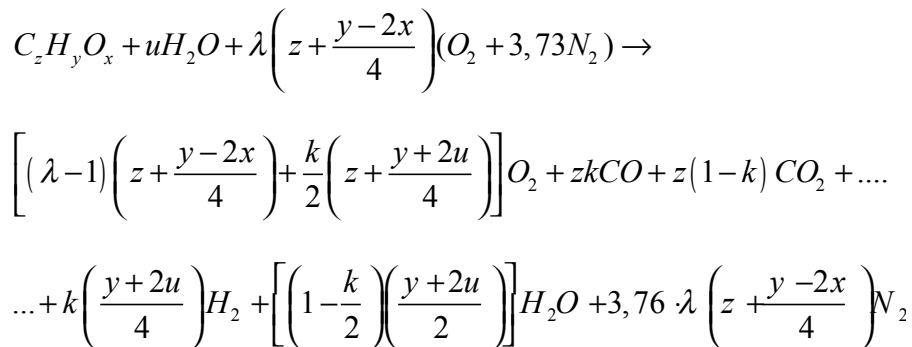 C_zH_yO_x + uH_2O + λ(z + (y − 2x)/4)(O_2 + 3,73N_2) →
[(λ−1)(z + (y − 2x)/4) + k/2(z + (y + 2u)/4)]O_2 + zkCO + z(1−k) CO_2 + ....
... + k((y + 2u)/4)H_2 + [(1 − k/2)((y + 2u)/2)]H_2O + 3,76 ·λ (z + (y − 2x)/4)N_2